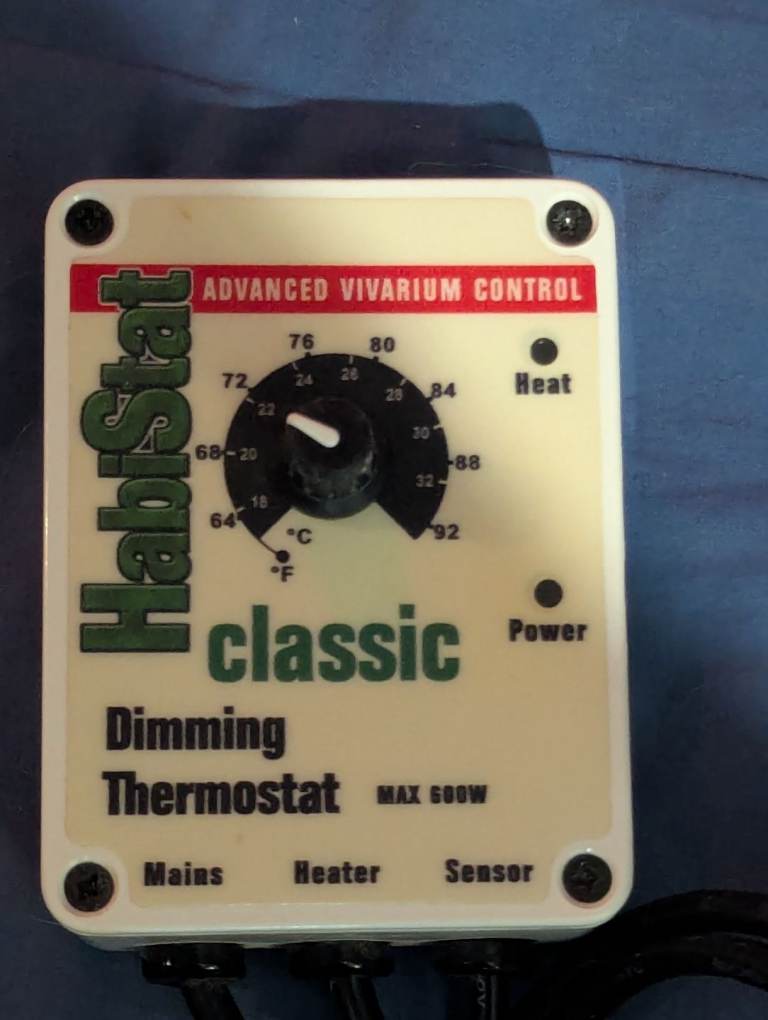 HabiStat
ADVANCED VIVARIUM CONTROL
76 80
72 84
68 88
64 92
24 26
22 28
20 30
18 32
°C
°F
Heat
Power
classic
Dimming
Thermostat MAX 600W
Mains Heater Sensor